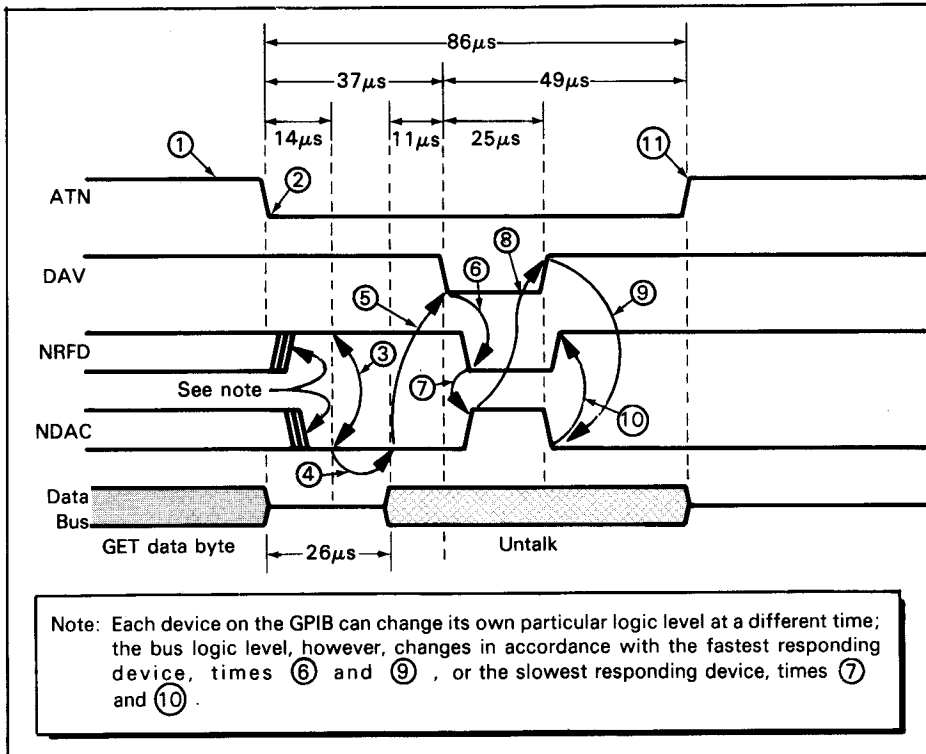 86μs
37μs
49μs
14μs
11μs
25μs
①
⑪
②
ATN
⑧
DAV
⑥
⑨
⑤
NRFD
③
See note
⑦
⑩
NDAC
④
Data
Bus
GET data byte
Untalk
26μs
Note: Each device on the GPIB can change its own particular logic level at a different time;
the bus logic level, however, changes in accordance with the fastest responding
device, times ⑥ and ⑨ , or the slowest responding device, times ⑦
and ⑩ .